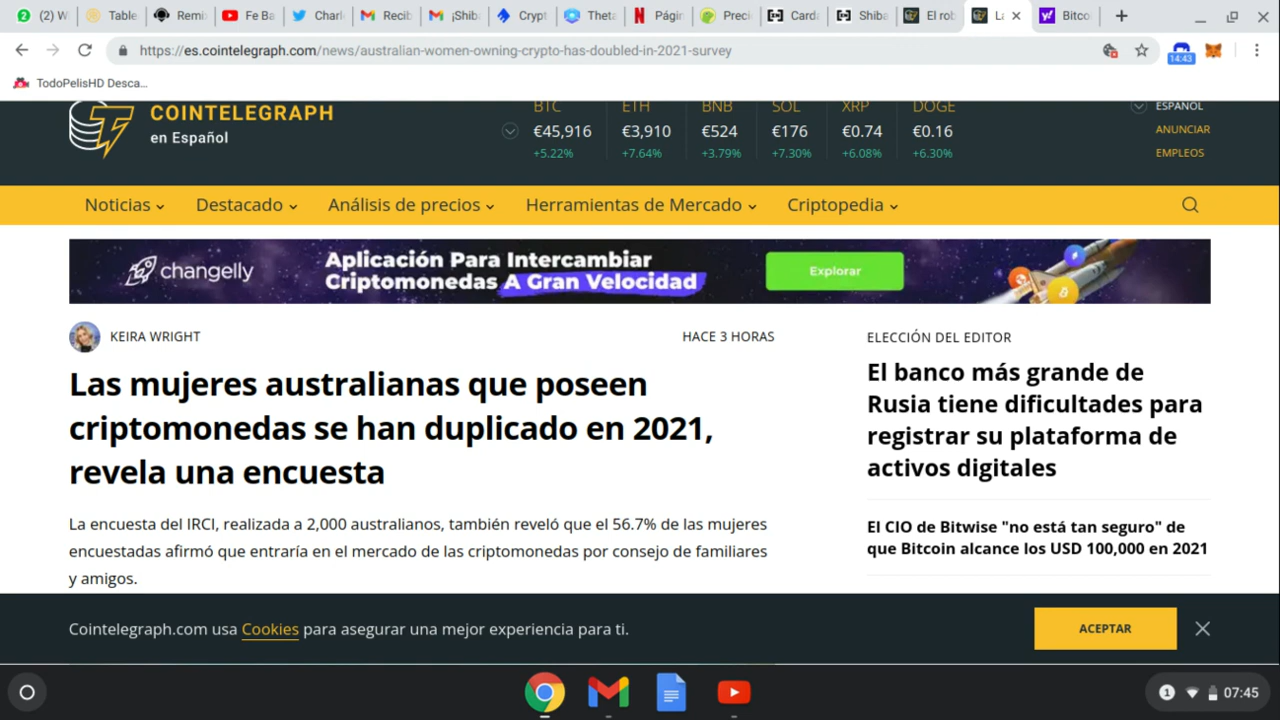 (2) W
Table
Remi
Fe Ba
Charl
Recib
¡Shiba
Crypt
Theta
Págin
Preci
Carda
Shiba
El rob
La
Bitco
https://es.cointelegraph.com/news/australian-women-owning-crypto-has-doubled-in-2021-survey
14:43
TodoPelisHD Desca...
COINTELEGRAPH
en Español
BTC ETH BNB SOL XRP DOGE
€45,916 €3,910 €524 €176 €0.74 €0.16
+5.22% +7.64% +3.79% +7.30% +6.08% +6.30%
ESPAÑOL
ANUNCIAR
EMPLEOS
Noticias Destacado Análisis de precios Herramientas de Mercado Criptopedia
changelly
Aplicación Para Intercambiar
Criptomonedas A Gran Velocidad
Explorar
KEIRA WRIGHT
HACE 3 HORAS
Las mujeres australianas que poseen
criptomonedas se han duplicado en 2021,
revela una encuesta
La encuesta del IRCI, realizada a 2,000 australianos, también reveló que el 56.7% de las mujeres
encuestadas afirmó que entraría en el mercado de las criptomonedas por consejo de familiares
y amigos.
ELECCIÓN DEL EDITOR
El banco más grande de
Rusia tiene dificultades para
registrar su plataforma de
activos digitales
El CIO de Bitwise "no está tan seguro" de
que Bitcoin alcance los USD 100,000 en 2021
Cointelegraph.com usa Cookies para asegurar una mejor experiencia para ti.
ACEPTAR
1
07:45